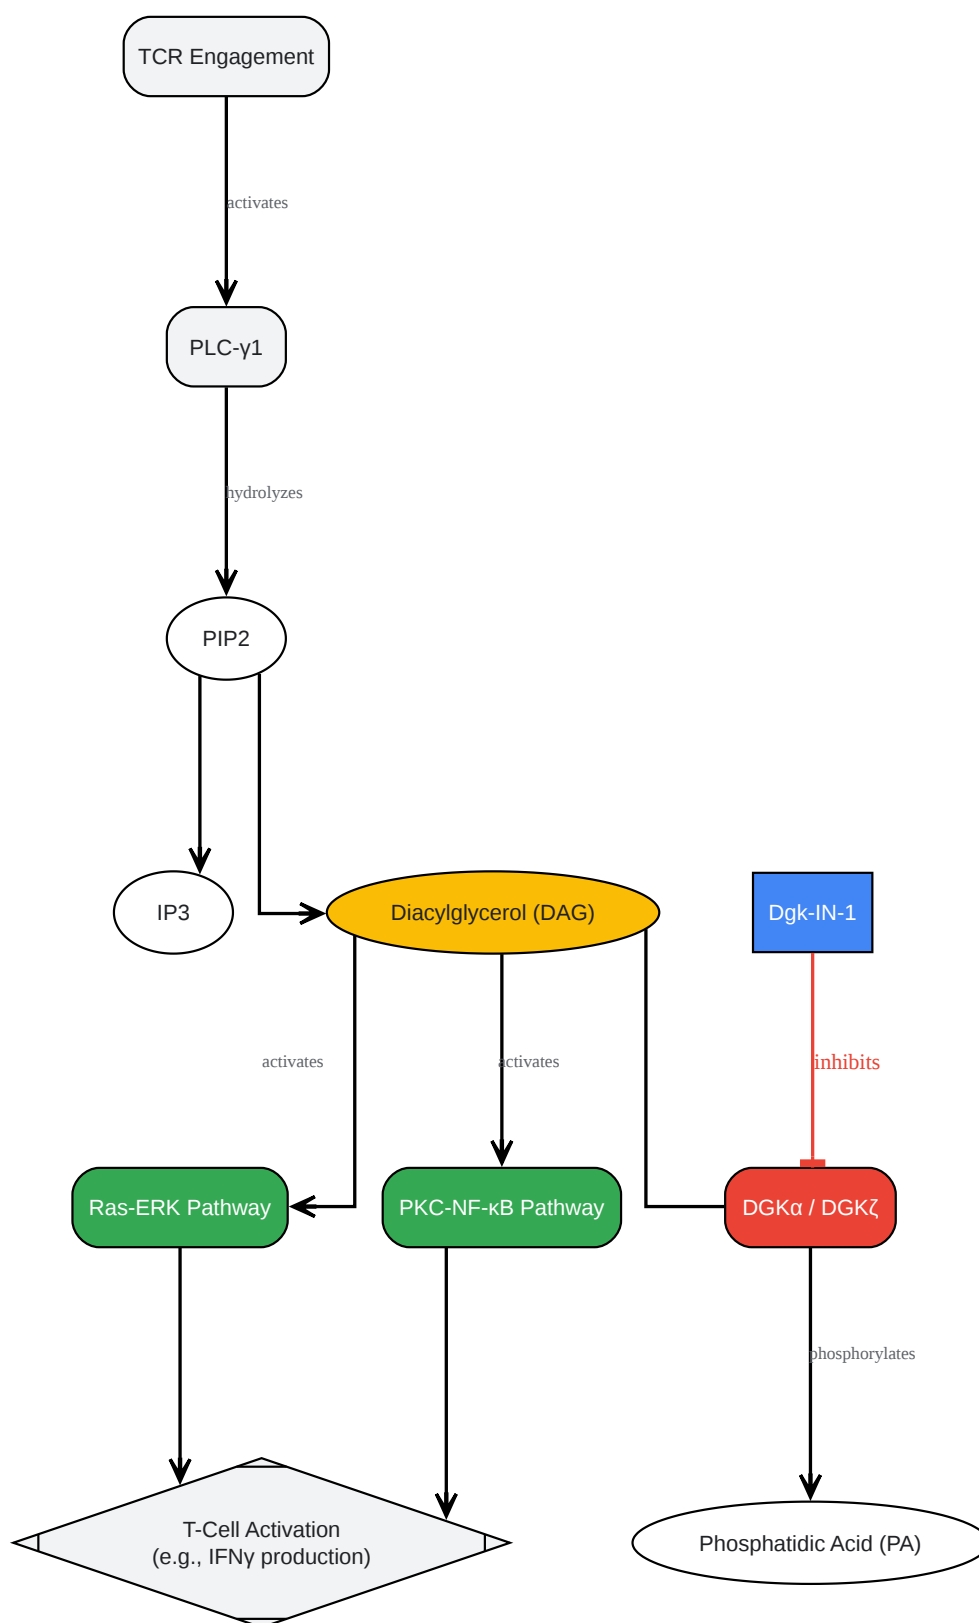 TCR Engagement
activates
PLC-γ1
hydrolyzes
PIP2
IP3
Diacylglycerol (DAG)
Dgk-IN-1
activates
activates
inhibits
Ras-ERK Pathway
PKC-NF-κB Pathway
DGKα / DGKζ
phosphorylates
T-Cell Activation
(e.g., IFNγ production)
Phosphatidic Acid (PA)